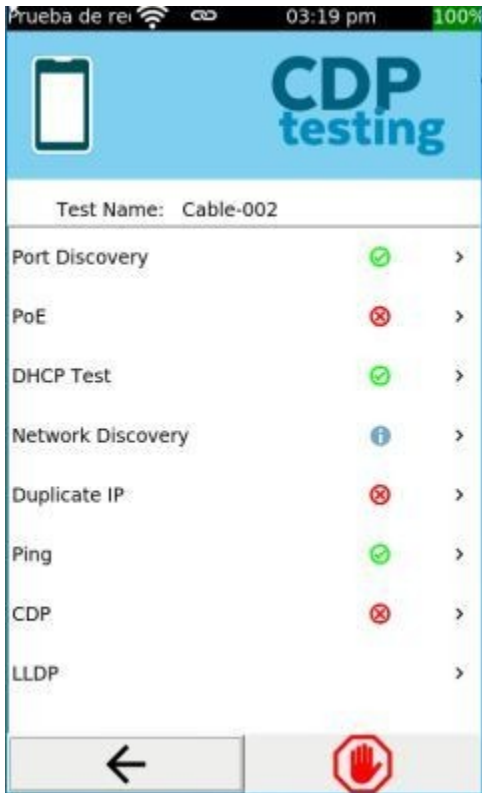 Prueba de re 03:19 pm 100%
CDP
testing
Test Name: Cable-002
Port Discovery
PoE
DHCP Test
Network Discovery
Duplicate IP
Ping
CDP
LLDP